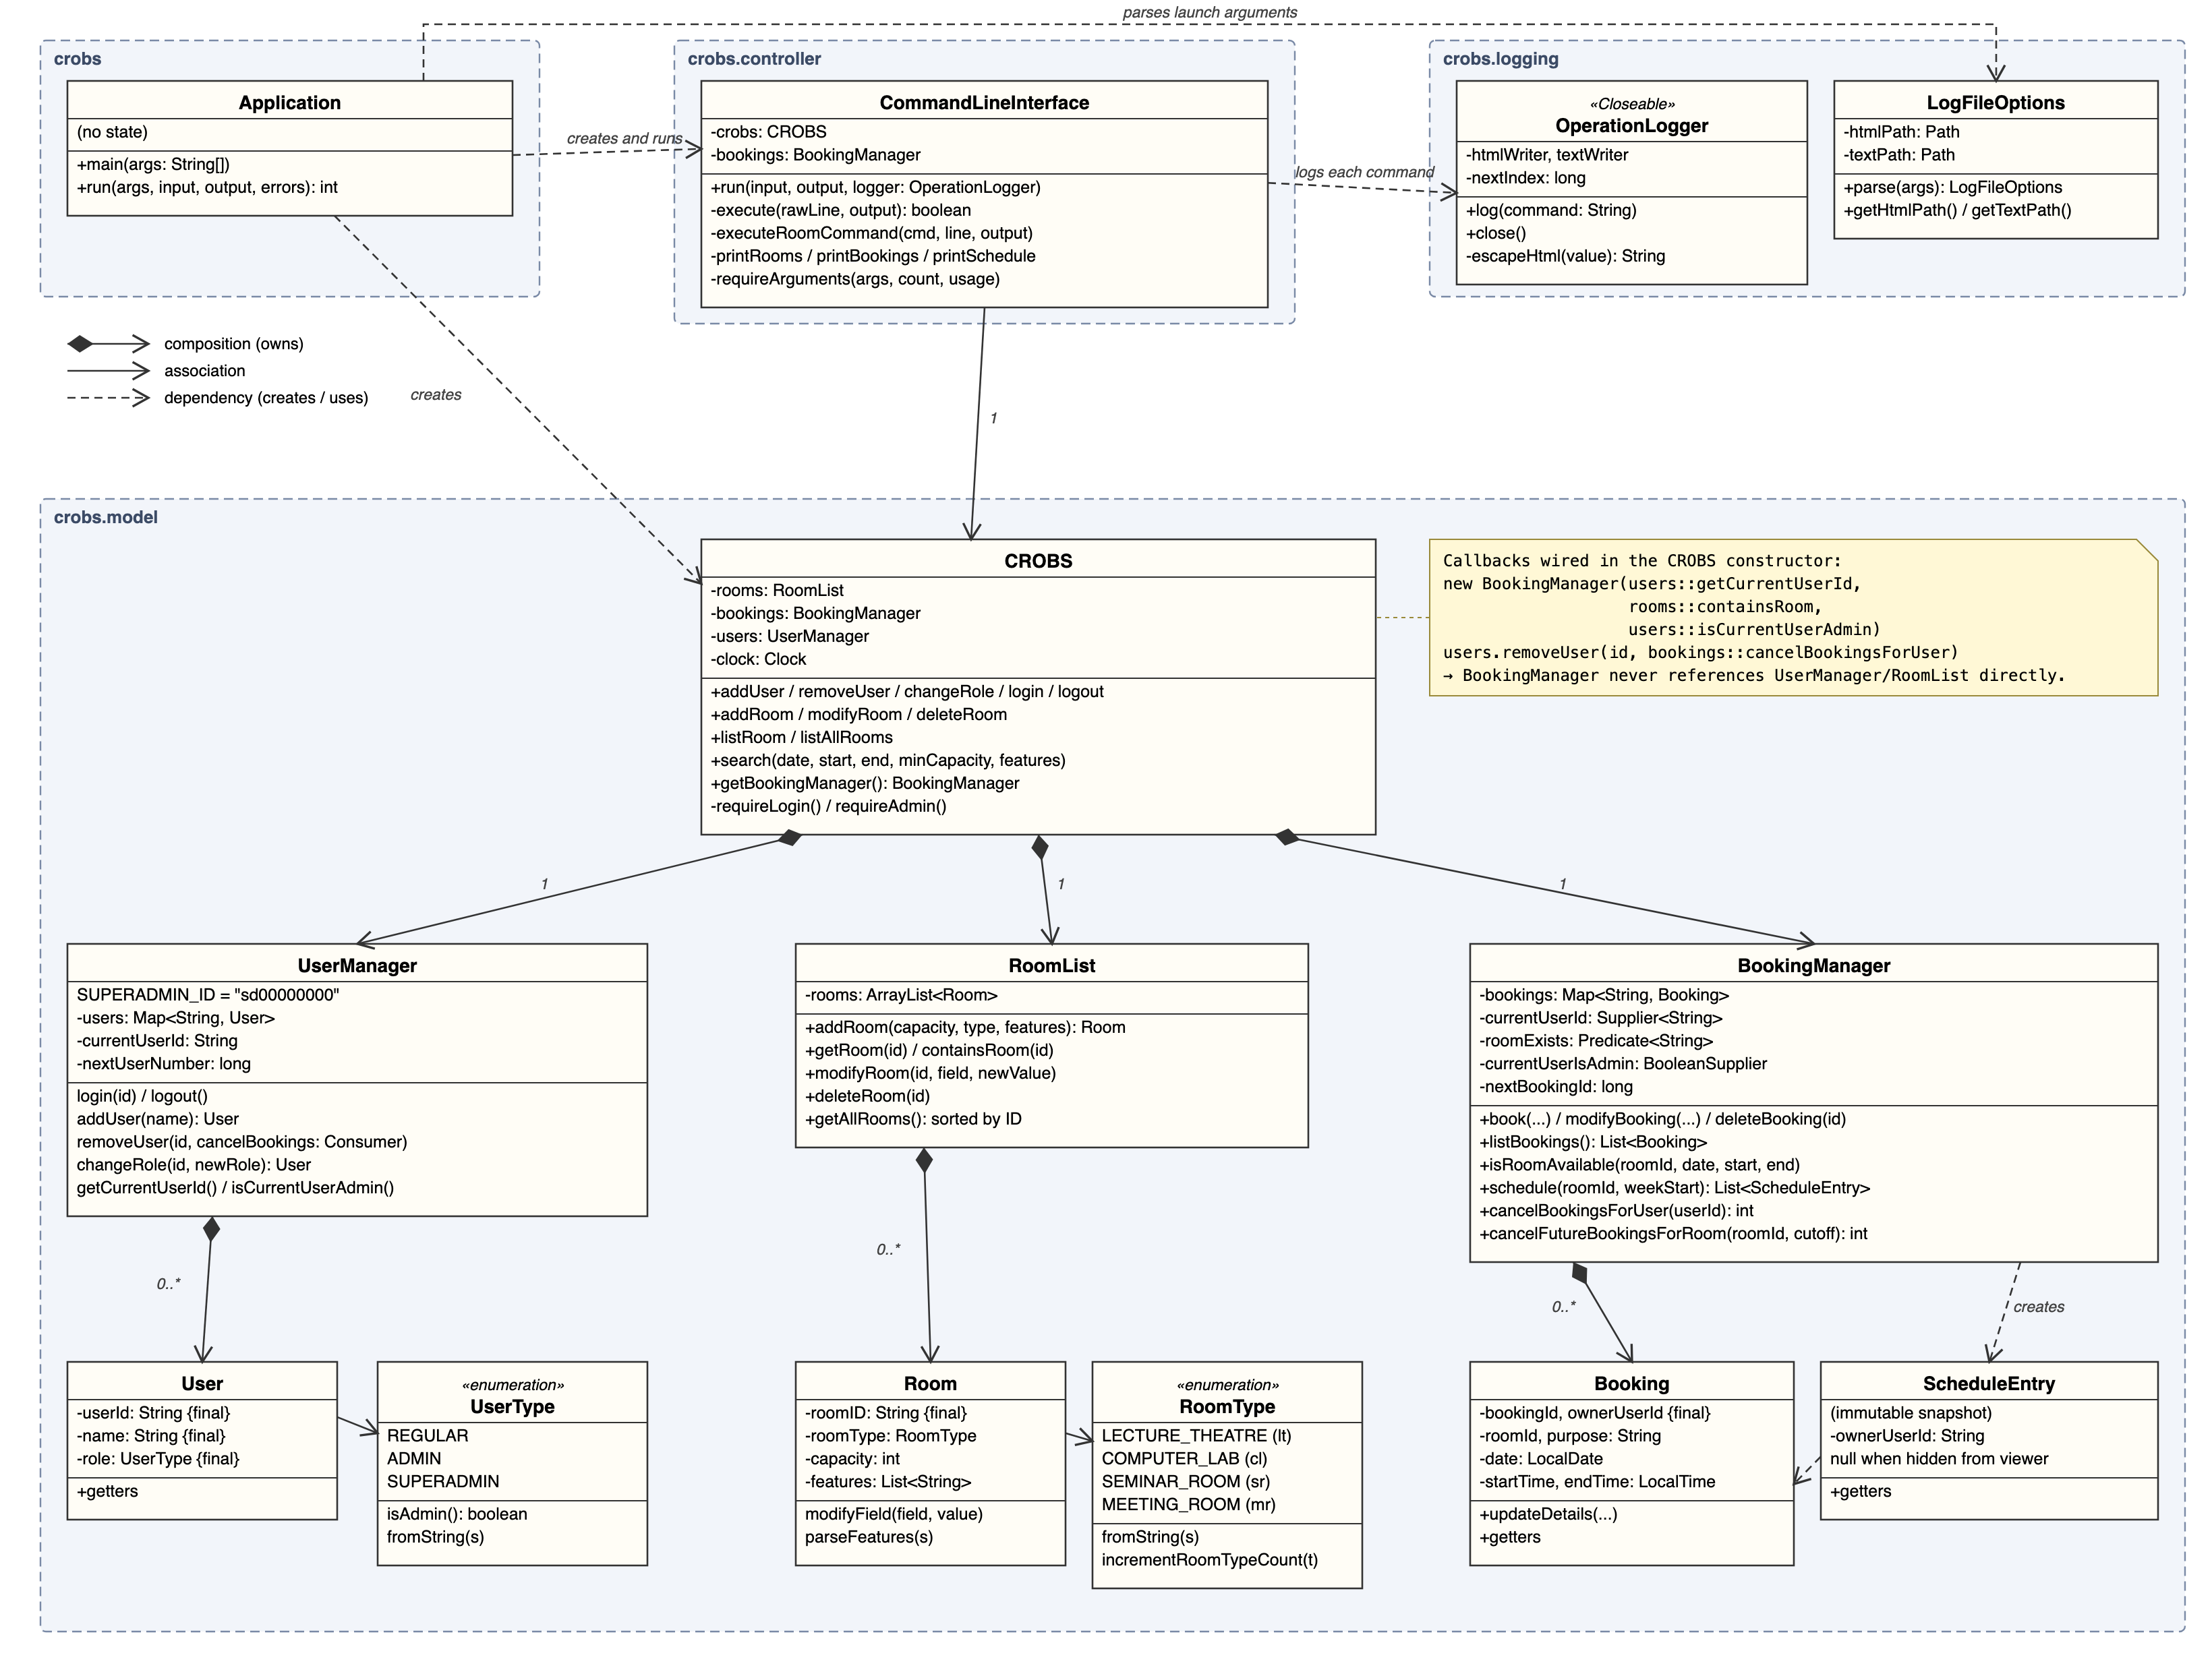 parses launch arguments
crobs
Application
(no state)
+main(args: String[])
+run(args, input, output, errors): int
creates and runs
crobs.controller
CommandLineInterface
-crobs: CROBS
-bookings: BookingManager
+run(input, output, logger: OperationLogger)
-execute(rawLine, output): boolean
-executeRoomCommand(cmd, line, output)
-printRooms / printBookings / printSchedule
-requireArguments(args, count, usage)
logs each command
crobs.logging
«Closeable»
OperationLogger
-htmlWriter, textWriter
-nextIndex: long
+log(command: String)
+close()
-escapeHtml(value): String
LogFileOptions
-htmlPath: Path
-textPath: Path
+parse(args): LogFileOptions
+getHtmlPath() / getTextPath()
composition (owns)
association
dependency (creates / uses)
creates
1
crobs.model
CROBS
-rooms: RoomList
-bookings: BookingManager
-users: UserManager
-clock: Clock
+addUser / removeUser / changeRole / login / logout
+addRoom / modifyRoom / deleteRoom
+listRoom / listAllRooms
+search(date, start, end, minCapacity, features)
+getBookingManager(): BookingManager
-requireLogin() / requireAdmin()
Callbacks wired in the CROBS constructor:
new BookingManager(users::getCurrentUserId,
rooms::containsRoom,
users::isCurrentUserAdmin)
users.removeUser(id, bookings::cancelBookingsForUser)
→ BookingManager never references UserManager/RoomList directly.
1
1
1
UserManager
SUPERADMIN_ID = "sd00000000"
-users: Map<String, User>
-currentUserId: String
-nextUserNumber: long
login(id) / logout()
addUser(name): User
removeUser(id, cancelBookings: Consumer)
changeRole(id, newRole): User
getCurrentUserId() / isCurrentUserAdmin()
RoomList
-rooms: ArrayList<Room>
+addRoom(capacity, type, features): Room
+getRoom(id) / containsRoom(id)
+modifyRoom(id, field, newValue)
+deleteRoom(id)
+getAllRooms(): sorted by ID
BookingManager
-bookings: Map<String, Booking>
-currentUserId: Supplier<String>
-roomExists: Predicate<String>
-currentUserIsAdmin: BooleanSupplier
-nextBookingId: long
+book(...) / modifyBooking(...) / deleteBooking(id)
+listBookings(): List<Booking>
+isRoomAvailable(roomId, date, start, end)
+schedule(roomId, weekStart): List<ScheduleEntry>
+cancelBookingsForUser(userId): int
+cancelFutureBookingsForRoom(roomId, cutoff): int
0..*
0..*
0..*
creates
User
-userId: String {final}
-name: String {final}
-role: UserType {final}
+getters
«enumeration»
UserType
REGULAR
ADMIN
SUPERADMIN
isAdmin(): boolean
fromString(s)
Room
-roomID: String {final}
-roomType: RoomType
-capacity: int
-features: List<String>
modifyField(field, value)
parseFeatures(s)
«enumeration»
RoomType
LECTURE_THEATRE (lt)
COMPUTER_LAB (cl)
SEMINAR_ROOM (sr)
MEETING_ROOM (mr)
fromString(s)
incrementRoomTypeCount(t)
Booking
-bookingId, ownerUserId {final}
-roomId, purpose: String
-date: LocalDate
-startTime, endTime: LocalTime
+updateDetails(...)
+getters
ScheduleEntry
(immutable snapshot)
-ownerUserId: String
null when hidden from viewer
+getters